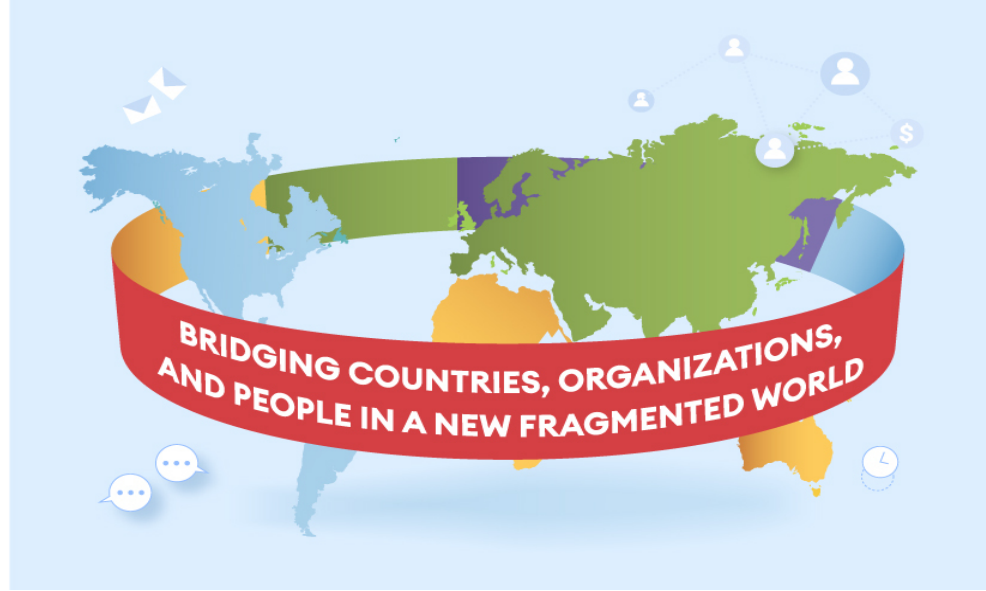 BRIDGING COUNTRIES, ORGANIZATIONS,
AND PEOPLE IN A NEW FRAGMENTED WORLD
$